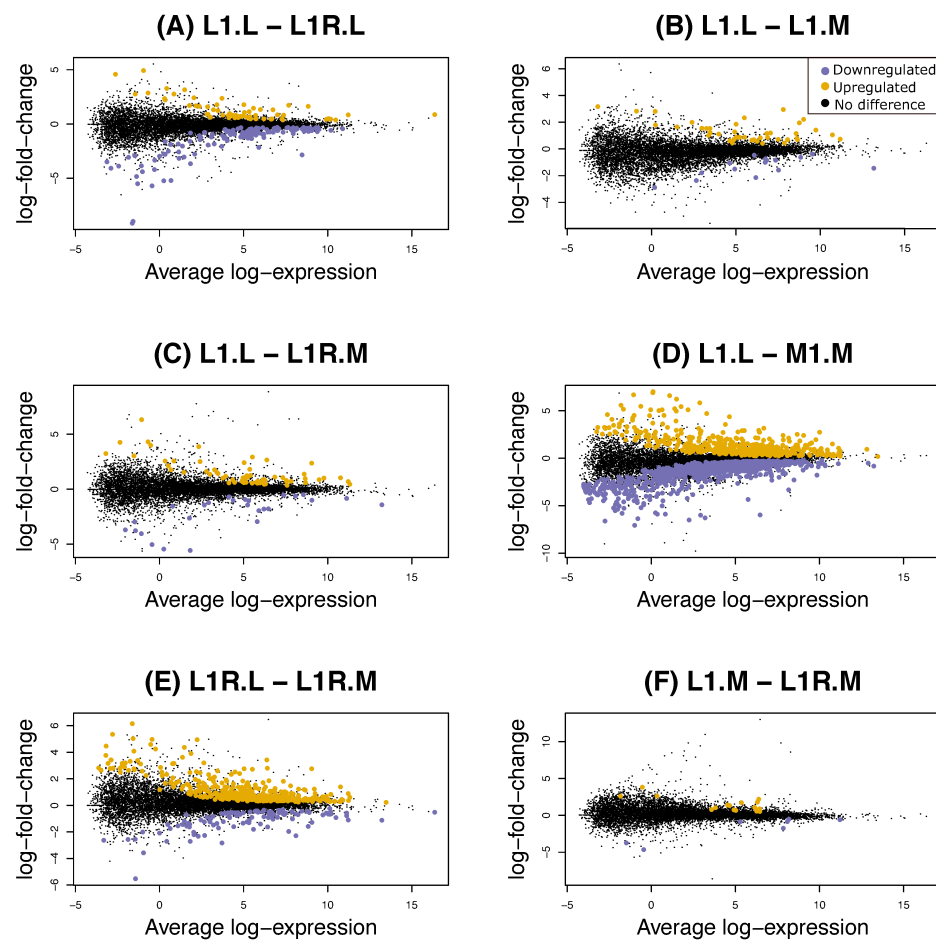 (A) L1.L − L1R.L
(B) L1.L − L1.M
log−fold−change
5
0
−5
−5
0
5
10
15
Average log−expression
log−fold−change
6
4
2
0
−2
−4
−5
0
5
10
15
Average log−expression
Downregulated
Upregulated
No difference
(C) L1.L − L1R.M
(D) L1.L − M1.M
log−fold−change
5
0
−5
−5
0
5
10
15
Average log−expression
log−fold−change
5
0
−5
−10
−5
0
5
10
15
Average log−expression
(E) L1R.L − L1R.M
(F) L1.M − L1R.M
log−fold−change
6
4
2
0
−2
−4
−6
−5
0
5
10
15
Average log−expression
log−fold−change
10
5
0
−5
−5
0
5
10
15
Average log−expression